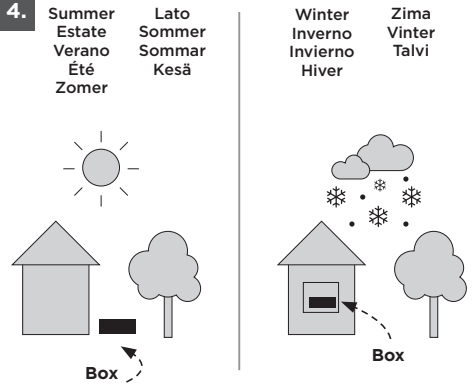 4.
Summer
Estate
Verano
Été
Zomer
Lato
Sommer
Sommar
Kesä
Winter
Inverno
Invierno
Hiver
Zima
Vinter
Talvi
Box
Box